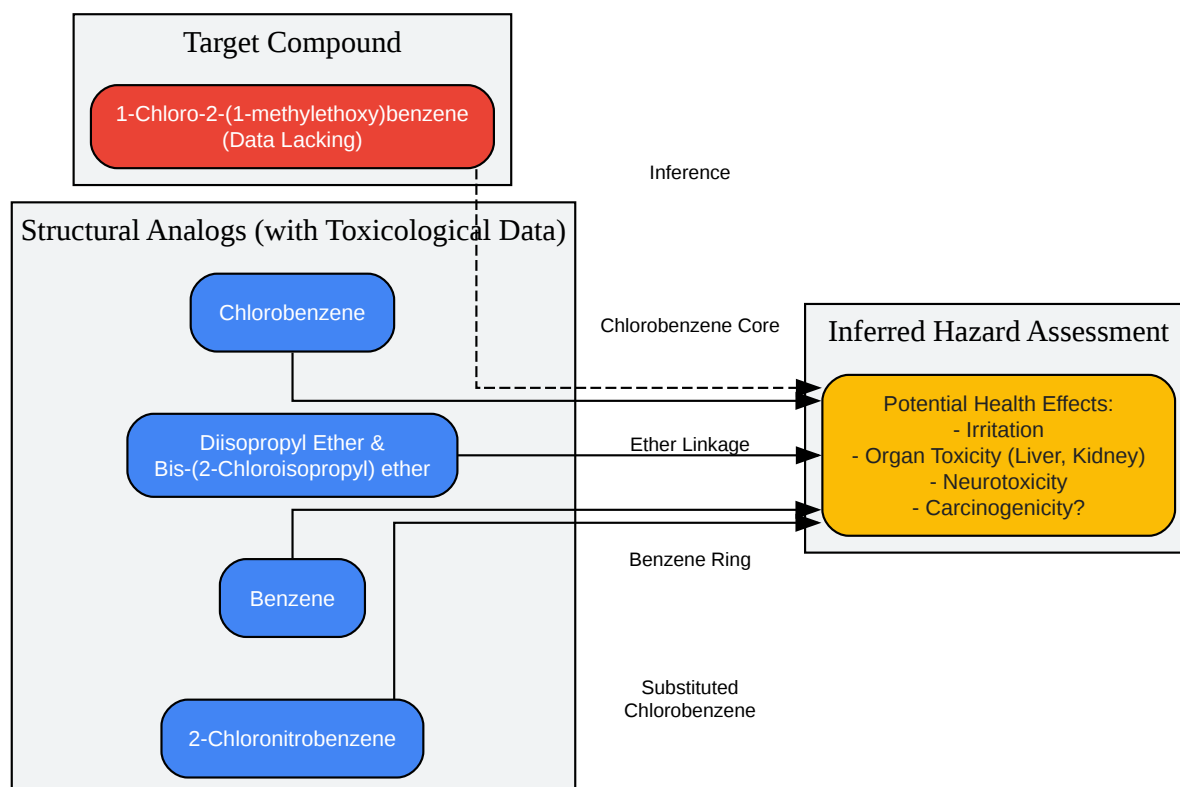 Target Compound
1-Chloro-2-(1-methylethoxy)benzene
(Data Lacking)
Inference
Structural Analogs (with Toxicological Data)
Chlorobenzene
Chlorobenzene Core
Inferred Hazard Assessment
Potential Health Effects:
- Irritation
- Organ Toxicity (Liver, Kidney)
- Neurotoxicity
- Carcinogenicity?
Diisopropyl Ether &
Bis-(2-Chloroisopropyl) ether
Ether Linkage
Benzene
Benzene Ring
2-Chloronitrobenzene
Substituted
Chlorobenzene